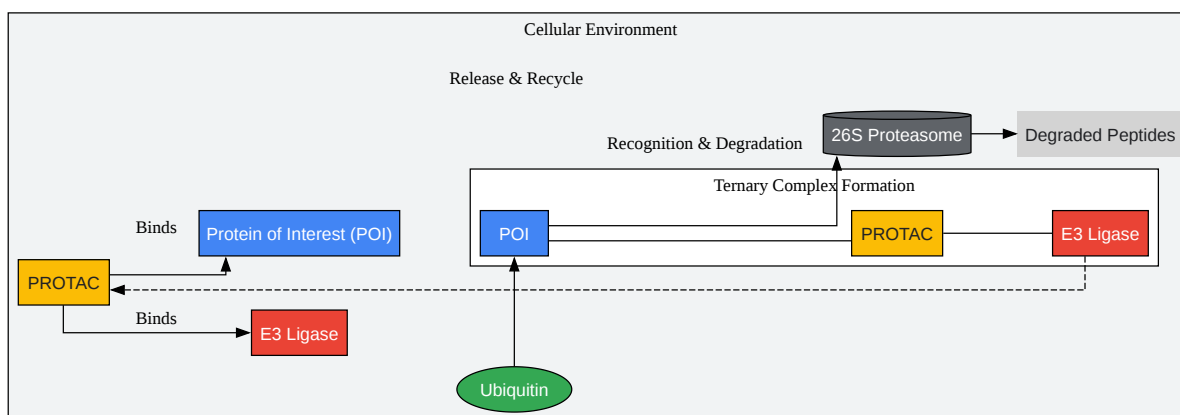 Cellular Environment
Release & Recycle
26S Proteasome
Degraded Peptides
Recognition & Degradation
Ternary Complex Formation
Binds
Protein of Interest (POI)
POI
PROTAC
E3 Ligase
PROTAC
Binds
E3 Ligase
Ubiquitin